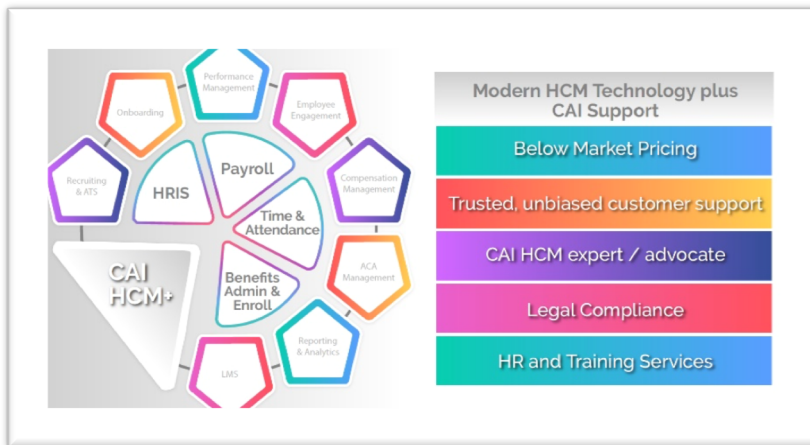 Performance
Management
Onboarding
Employee
Engagement
Recruiting
& ATS
HRIS
Payroll
Compensation
Management
Time &
Attendance
CAI
HCM+
Benefits
Admin &
Enroll
ACA
Management
Reporting
& Analytics
LMS
Modern HCM Technology plus
CAI Support
Below Market Pricing
Trusted, unbiased customer support
CAI HCM expert / advocate
Legal Compliance
HR and Training Services